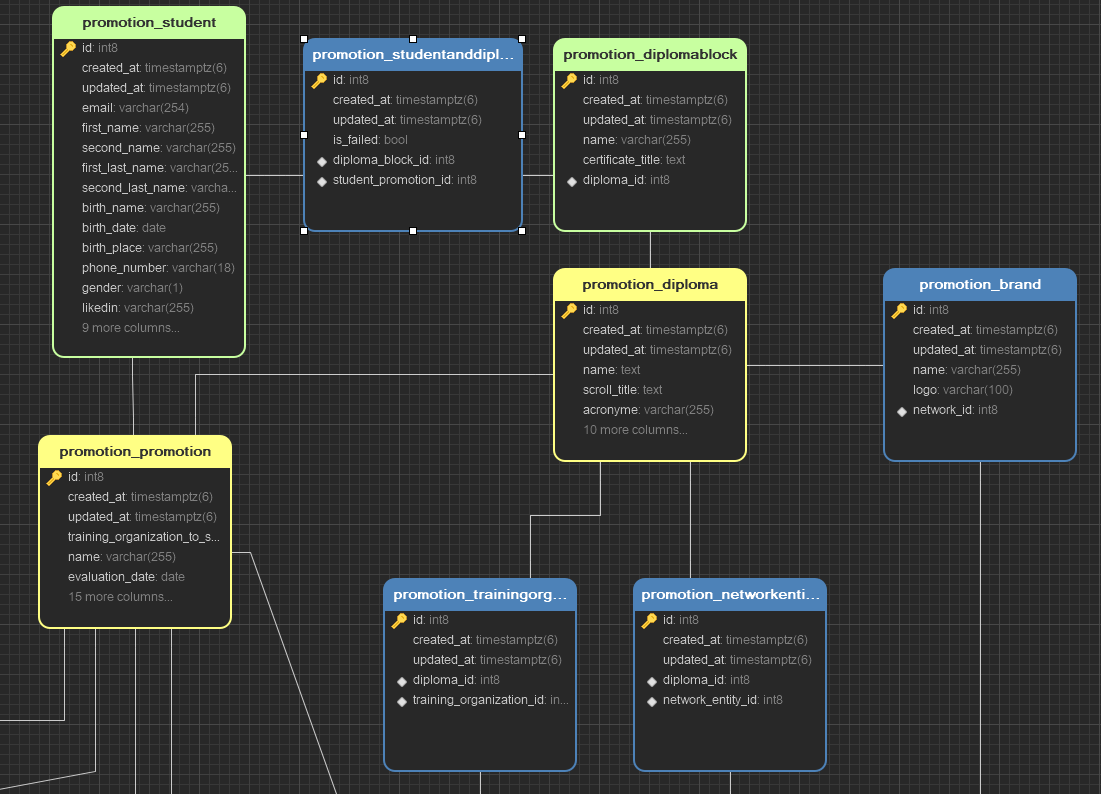 promotion_student
id: int8
created_at: timestamptz(6)
updated_at: timestamptz(6)
email: varchar(254)
first_name: varchar(255)
second_name: varchar(255)
first_last_name: varchar(25...
second_last_name: varcha...
birth_name: varchar(255)
birth_date: date
birth_place: varchar(255)
phone_number: varchar(18)
gender: varchar(1)
likedin: varchar(255)
9 more columns...
promotion_studentanddipl...
id: int8
created_at: timestamptz(6)
updated_at: timestamptz(6)
is_failed: bool
diploma_block_id: int8
student_promotion_id: int8
promotion_diplomablock
id: int8
created_at: timestamptz(6)
updated_at: timestamptz(6)
name: varchar(255)
certificate_title: text
diploma_id: int8
promotion_diploma
id: int8
created_at: timestamptz(6)
updated_at: timestamptz(6)
name: text
scroll_title: text
acronyme: varchar(255)
10 more columns...
promotion_brand
id: int8
created_at: timestamptz(6)
updated_at: timestamptz(6)
name: varchar(255)
logo: varchar(100)
network_id: int8
promotion_promotion
id: int8
created_at: timestamptz(6)
updated_at: timestamptz(6)
training_organization_to_s...
name: varchar(255)
evaluation_date: date
15 more columns...
promotion_trainingorg...
id: int8
created_at: timestamptz(6)
updated_at: timestamptz(6)
diploma_id: int8
training_organization_id: in...
promotion_networkenti...
id: int8
created_at: timestamptz(6)
updated_at: timestamptz(6)
diploma_id: int8
network_entity_id: int8